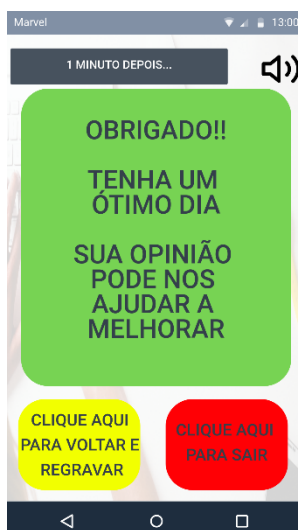 Marvel 13:00
1 MINUTO DEPOIS...
OBRIGADO!!
TENHA UM
ÓTIMO DIA
SUA OPINIÃO
PODE NOS
AJUDAR A
MELHORAR
CLIQUE AQUI
PARA VOLTAR E
REGRAVAR
CLIQUE AQUI
PARA SAIR